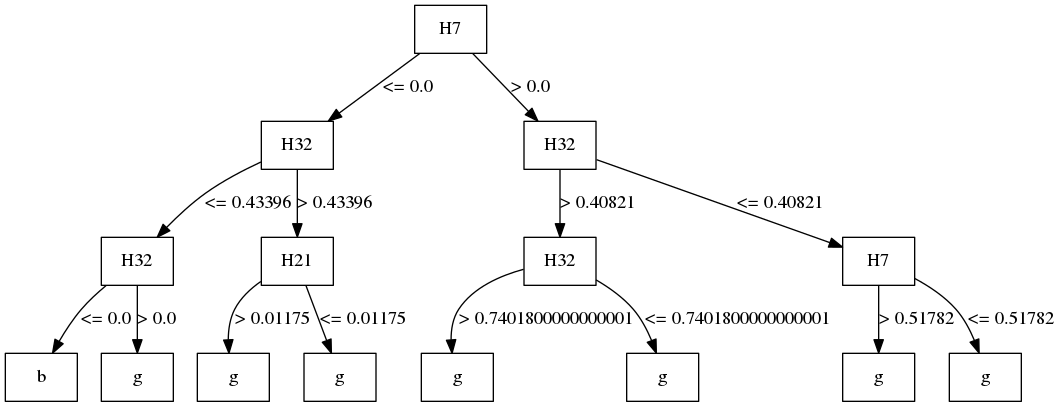 H7
<= 0.0
> 0.0
H32
H32
<= 0.43396
> 0.43396
> 0.40821
<= 0.40821
H32
H21
H32
H7
<= 0.0
> 0.0
> 0.01175
<= 0.01175
> 0.7401800000000001
<= 0.7401800000000001
> 0.51782
<= 0.51782
b
g
g
g
g
g
g
g